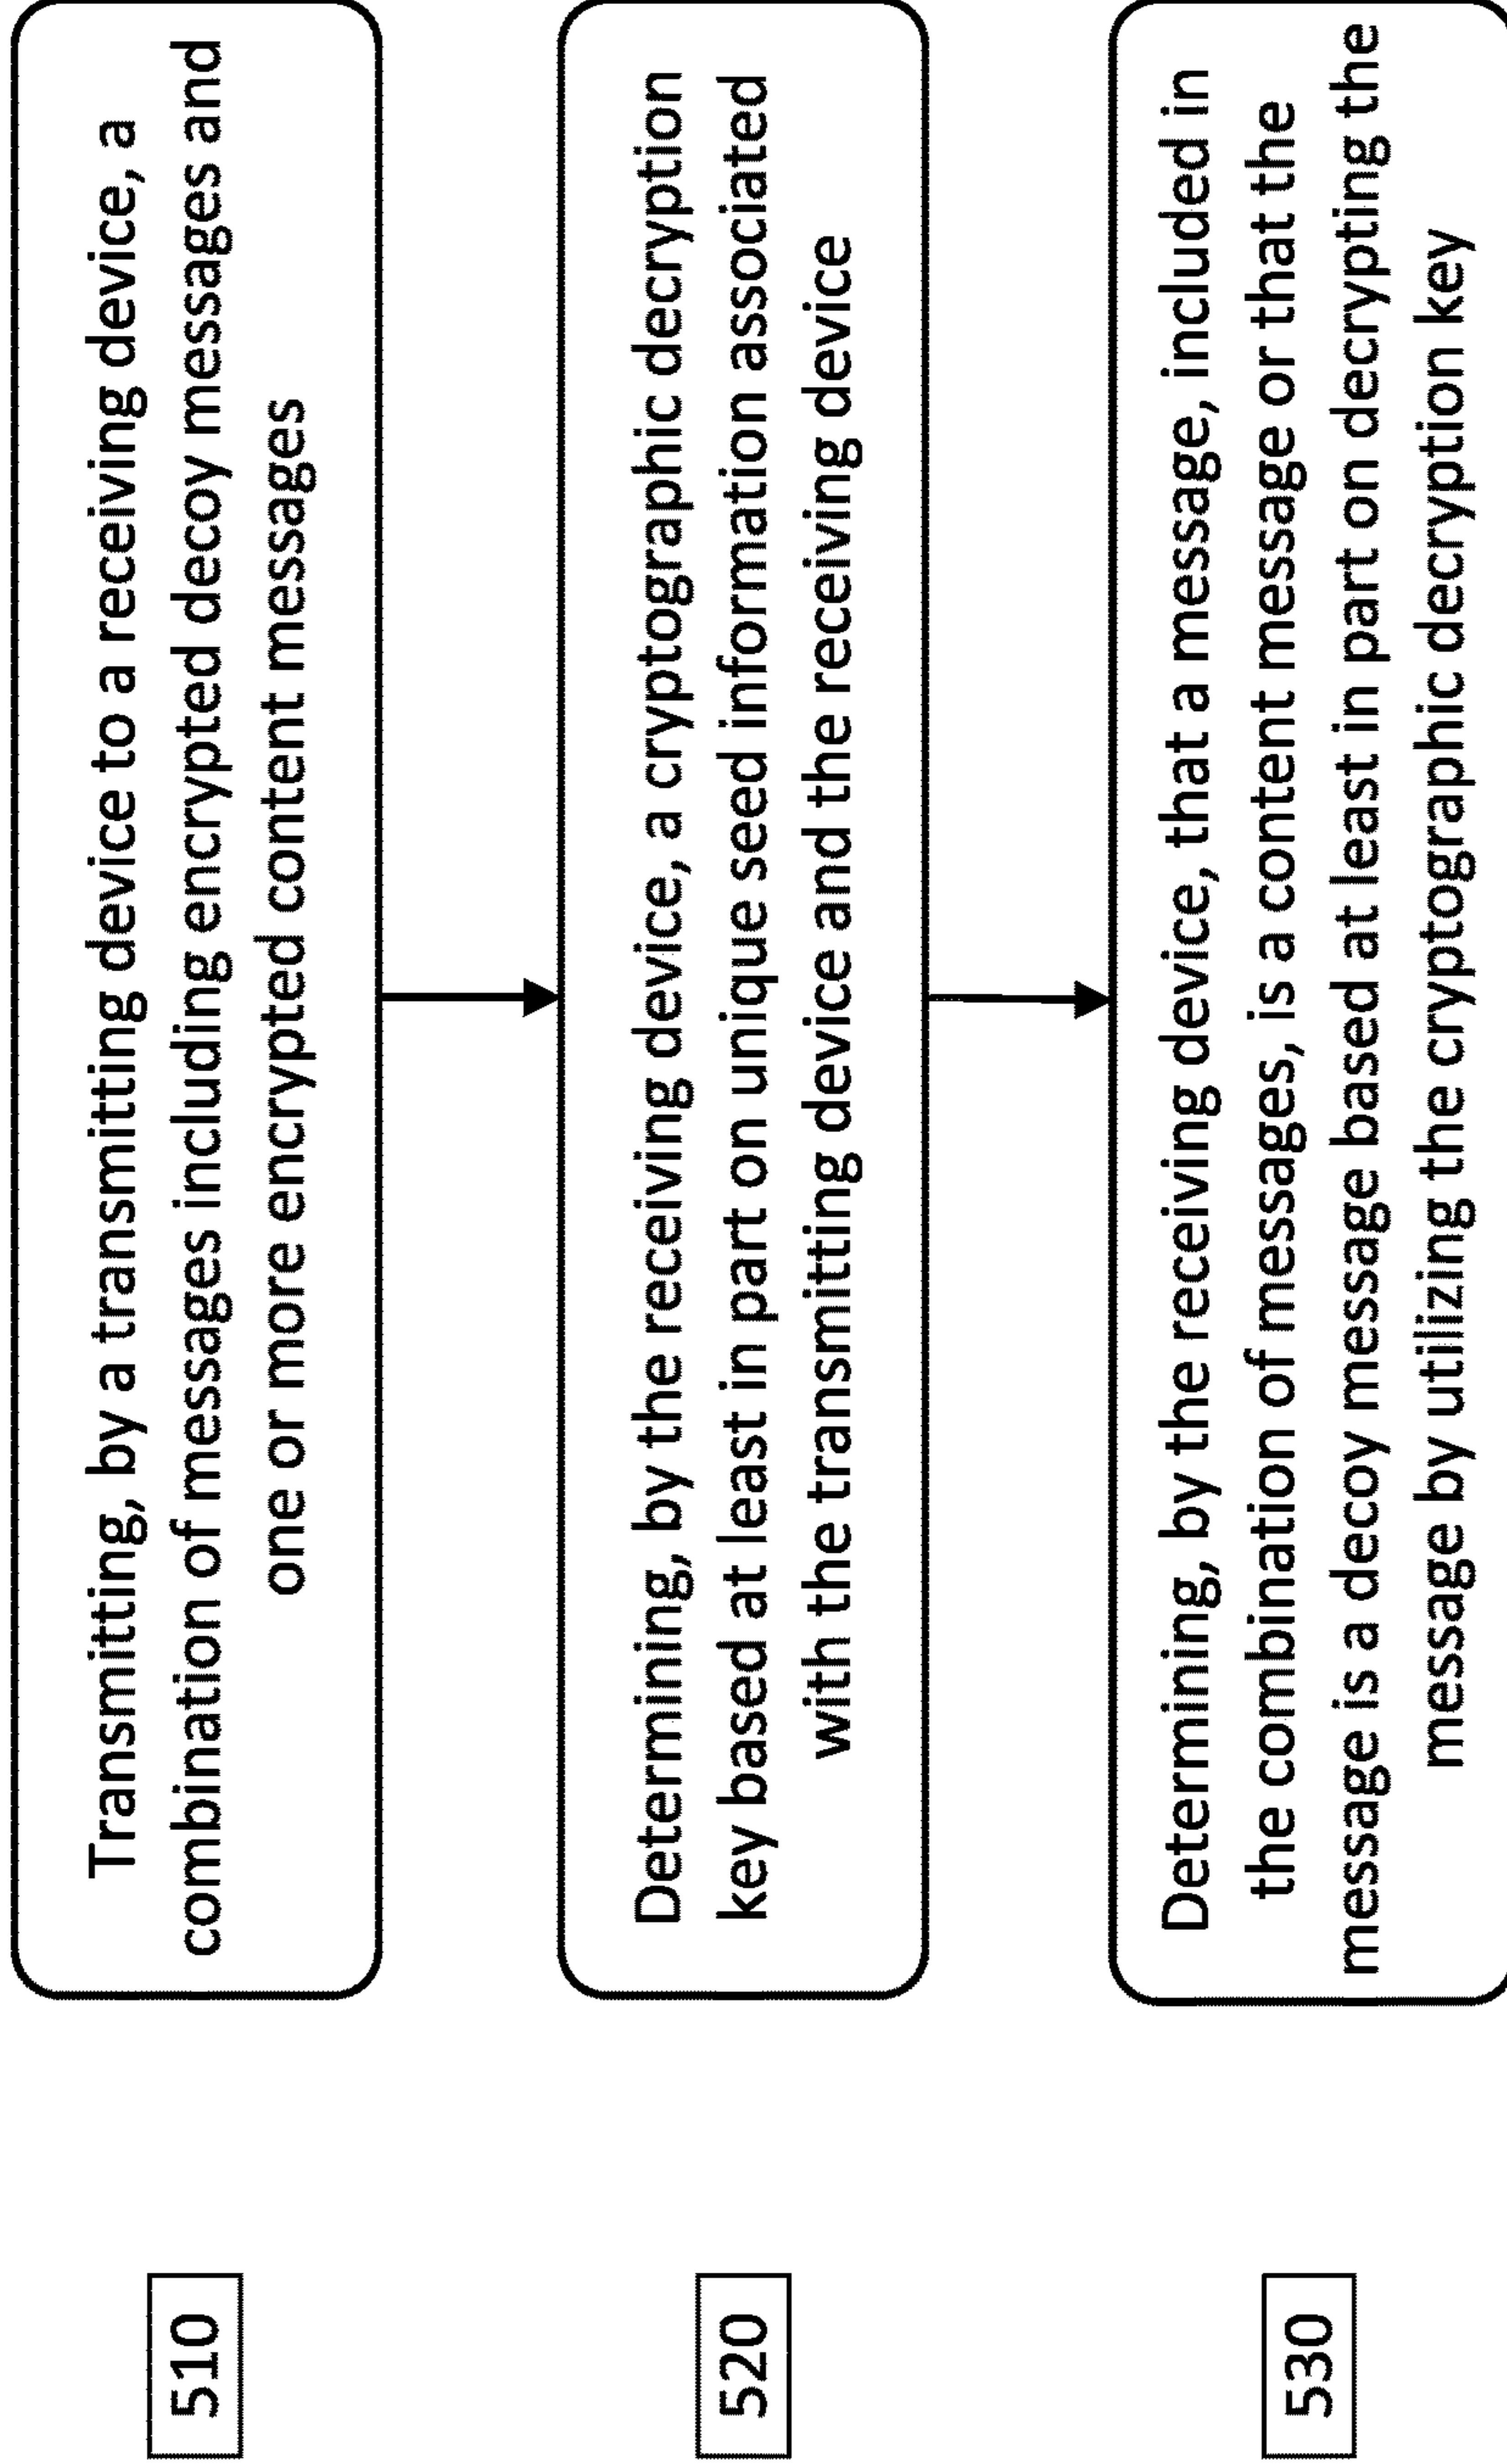 510
Transmitting, by a transmitting device to a receiving device, a
combination of messages including encrypted decoy messages and
one or more encrypted content messages
520
Determining, by the receiving device, a cryptographic decryption
key based at least in part on unique seed information associated
with the transmitting device and the receiving device
530
Determining, by the receiving device, that a message, included in
the combination of messages, is a content message or that the
message is a decoy message based at least in part on decrypting the
message by utilizing the cryptographic decryption key